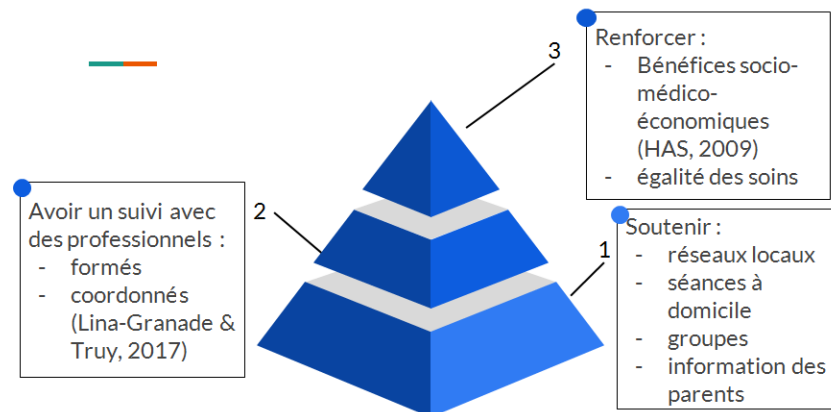 3
Renforcer :
- Bénéfices socio-
médico-
économiques
(HAS, 2009)
- égalité des soins
2
Avoir un suivi avec
des professionnels :
- formés
- coordonnés
(Lina-Granade &
Truy, 2017)
1
Soutenir :
- réseaux locaux
- séances à
domicile
- groupes
- information des
parents